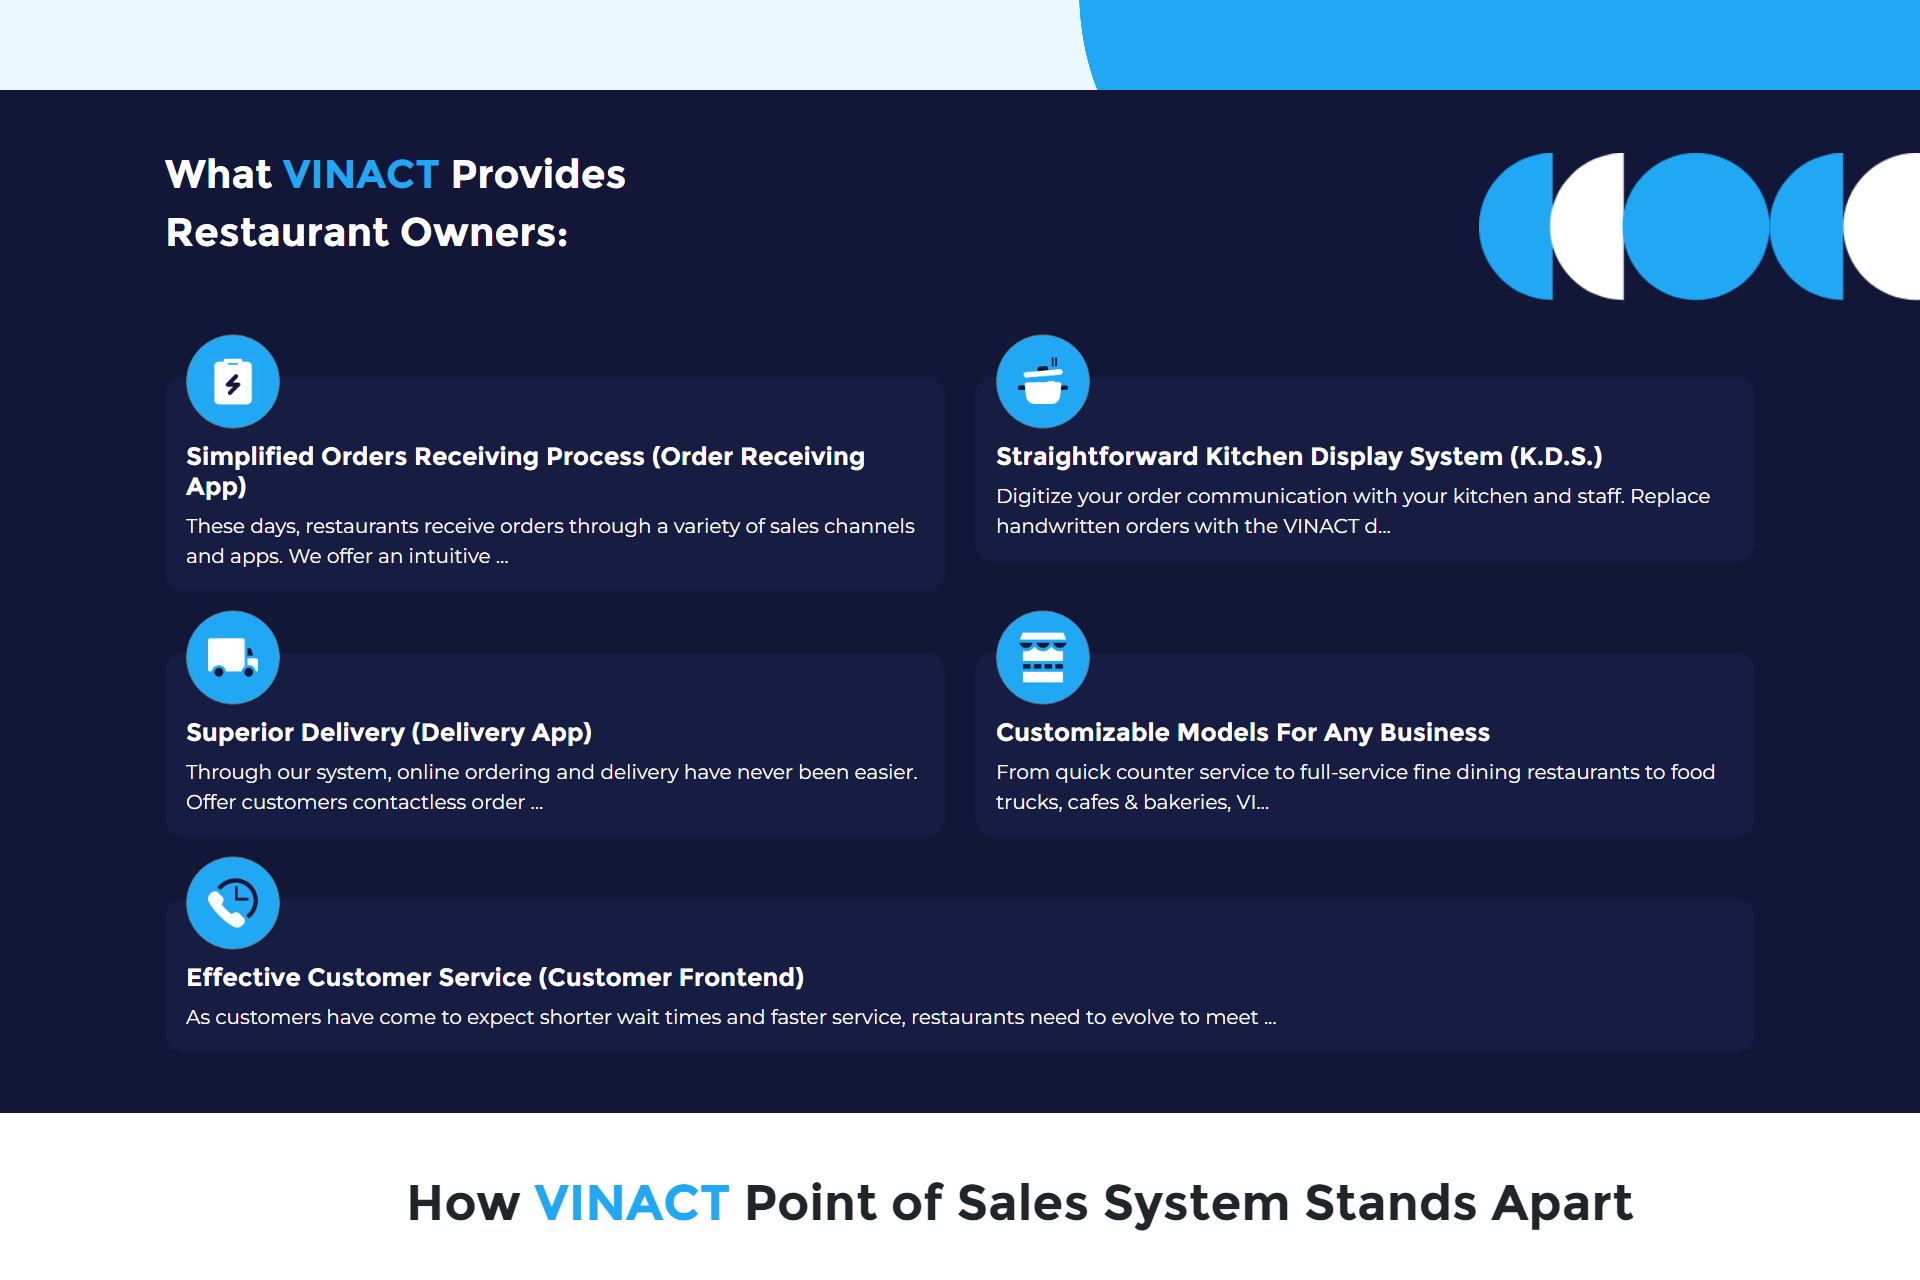 What VINACT Provides
Restaurant Owners:
Simplified Orders Receiving Process (Order Receiving
App)
These days, restaurants receive orders through a variety of sales channels
and apps. We offer an intuitive ...
Straightforward Kitchen Display System (K.D.S.)
Digitize your order communication with your kitchen and staff. Replace
handwritten orders with the VINACT d...
Superior Delivery (Delivery App)
Through our system, online ordering and delivery have never been easier.
Offer customers contactless order ...
Customizable Models For Any Business
From quick counter service to full-service fine dining restaurants to food
trucks, cafes & bakeries, VI...
Effective Customer Service (Customer Frontend)
As customers have come to expect shorter wait times and faster service, restaurants need to evolve to meet ...
How VINACT Point of Sales System Stands Apart